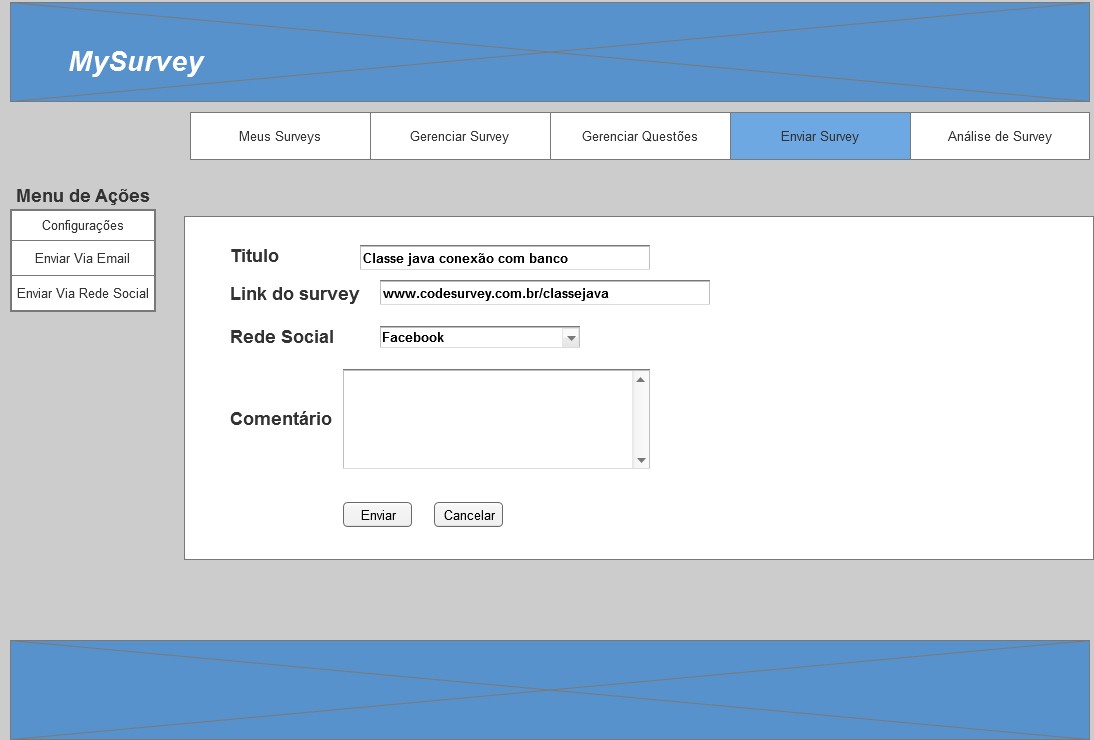 MySurvey
Meus Surveys
Gerenciar Survey
Gerenciar Questões
Enviar Survey
Análise de Survey
Menu de Ações
Configurações
Enviar Via Email
Enviar Via Rede Social
Titulo
Classe java conexão com banco
Link do survey
www.codesurvey.com.br/classejava
Rede Social
Facebook
Comentário
Enviar
Cancelar